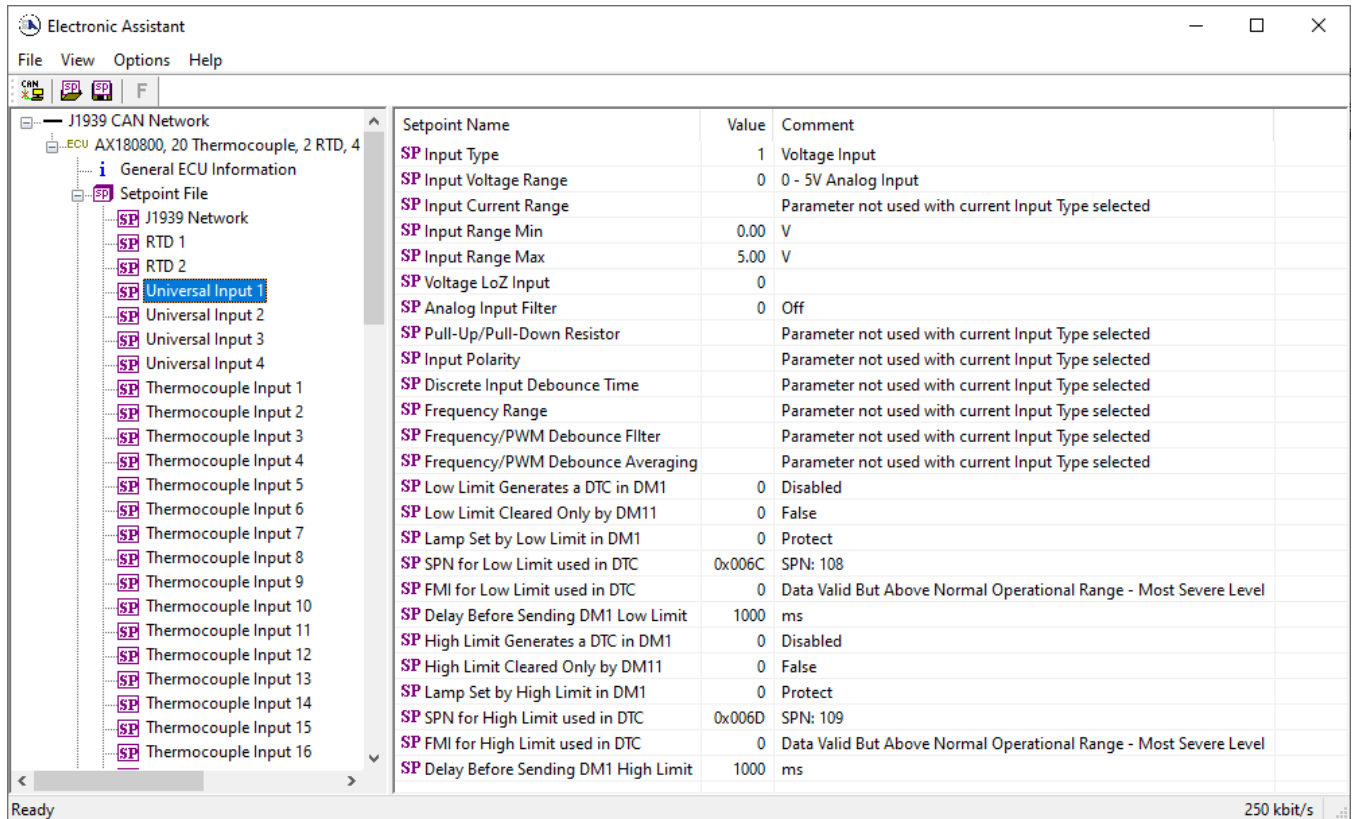 Electronic Assistant
File View Options Help
CAN SP SP F
J1939 CAN Network
ECU AX180800, 20 Thermocouple, 2 RTD, 4
i General ECU Information
SP Setpoint File
SP J1939 Network
SP RTD 1
SP RTD 2
SP Universal Input 1
SP Universal Input 2
SP Universal Input 3
SP Universal Input 4
SP Thermocouple Input 1
SP Thermocouple Input 2
SP Thermocouple Input 3
SP Thermocouple Input 4
SP Thermocouple Input 5
SP Thermocouple Input 6
SP Thermocouple Input 7
SP Thermocouple Input 8
SP Thermocouple Input 9
SP Thermocouple Input 10
SP Thermocouple Input 11
SP Thermocouple Input 12
SP Thermocouple Input 13
SP Thermocouple Input 14
SP Thermocouple Input 15
SP Thermocouple Input 16
Setpoint Name Value Comment
SP Input Type 1 Voltage Input
SP Input Voltage Range 0 0 - 5V Analog Input
SP Input Current Range Parameter not used with current Input Type selected
SP Input Range Min 0.00 V
SP Input Range Max 5.00 V
SP Voltage LoZ Input 0
SP Analog Input Filter 0 Off
SP Pull-Up/Pull-Down Resistor Parameter not used with current Input Type selected
SP Input Polarity Parameter not used with current Input Type selected
SP Discrete Input Debounce Time Parameter not used with current Input Type selected
SP Frequency Range Parameter not used with current Input Type selected
SP Frequency/PWM Debounce FIlter Parameter not used with current Input Type selected
SP Frequency/PWM Debounce Averaging Parameter not used with current Input Type selected
SP Low Limit Generates a DTC in DM1 0 Disabled
SP Low Limit Cleared Only by DM11 0 False
SP Lamp Set by Low Limit in DM1 0 Protect
SP SPN for Low Limit used in DTC 0x006C SPN: 108
SP FMI for Low Limit used in DTC 0 Data Valid But Above Normal Operational Range - Most Severe Level
SP Delay Before Sending DM1 Low Limit 1000 ms
SP High Limit Generates a DTC in DM1 0 Disabled
SP High Limit Cleared Only by DM11 0 False
SP Lamp Set by High Limit in DM1 0 Protect
SP SPN for High Limit used in DTC 0x006D SPN: 109
SP FMI for High Limit used in DTC 0 Data Valid But Above Normal Operational Range - Most Severe Level
SP Delay Before Sending DM1 High Limit 1000 ms
Ready 250 kbit/s